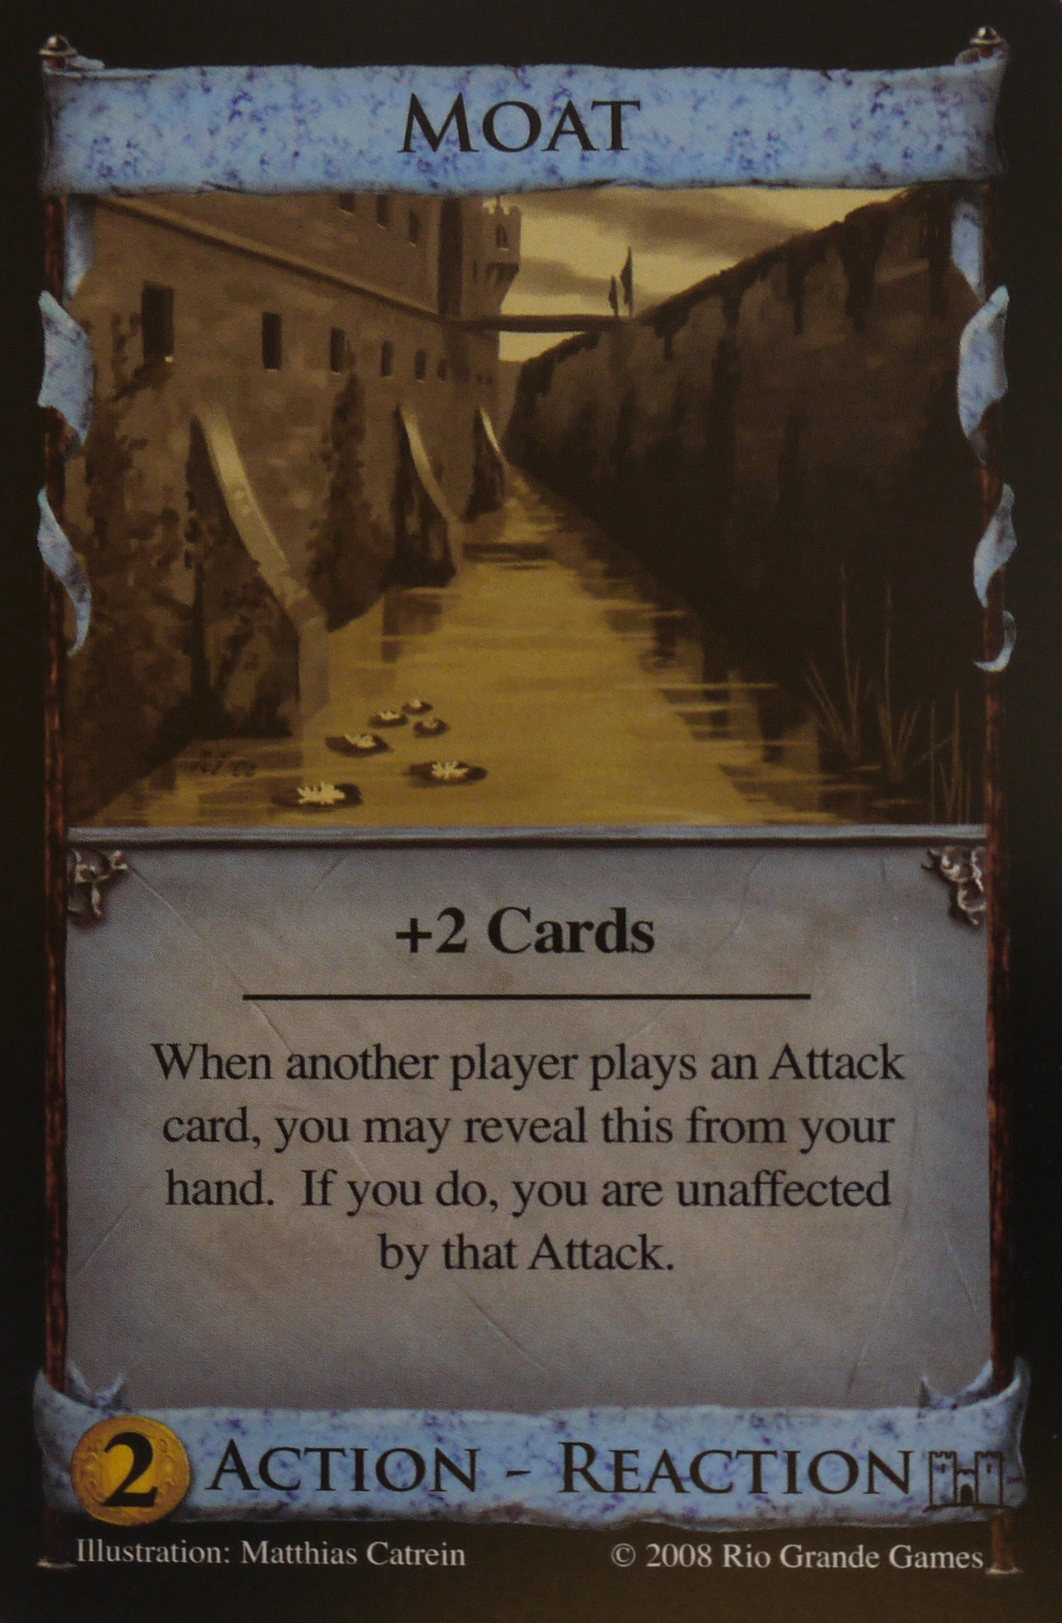 MOAT
+2 Cards
When another player plays an Attack
card, you may reveal this from your
hand.  If you do, you are unaffected
by that Attack.
2 ACTION - REACTION
Illustration: Matthias Catrein © 2008 Rio Grande Games